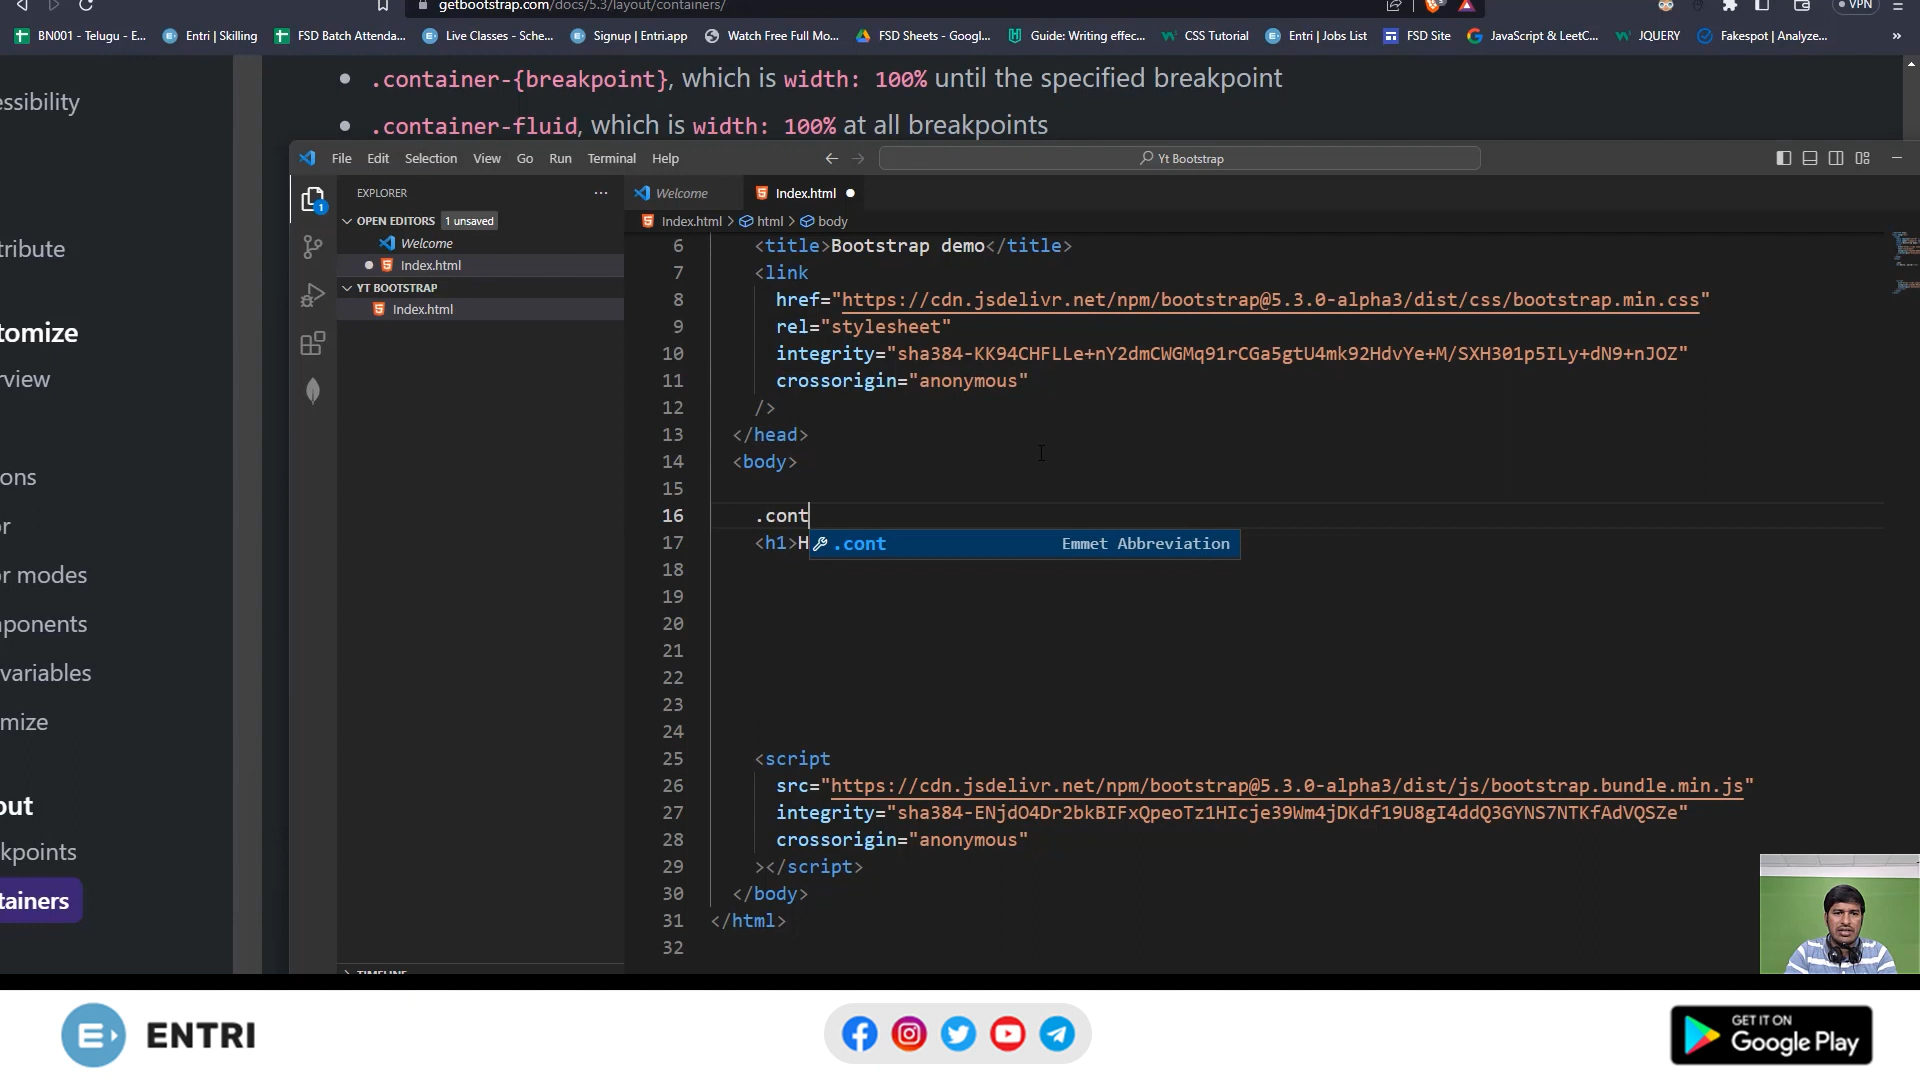 getbootstrap.com/docs/5.3/layout/containers/
VPN
BN001 - Telugu - E...
Entri | Skilling
FSD Batch Attenda...
Live Classes - Sche...
Signup | Entri.app
Watch Free Full Mo...
FSD Sheets - Googl...
Guide: Writing effec...
CSS Tutorial
Entri | Jobs List
FSD Site
JavaScript & LeetC...
JQUERY
Fakespot | Analyze...
»
.container-{breakpoint}, which is width: 100% until the specified breakpoint
.container-fluid, which is width: 100% at all breakpoints
essibility
tribute
tomize
rview
ions
or
or modes
mponents
variables
mize
out
kpoints
tainers
File Edit Selection View Go Run Terminal Help
Yt Bootstrap
EXPLORER
...
OPEN EDITORS 1 unsaved
Welcome
Index.html
YT BOOTSTRAP
Index.html
TIMELINE
1
Welcome
Index.html
Index.html > html > body
6 <title>Bootstrap demo</title>
7 <link
8 href="https://cdn.jsdelivr.net/npm/bootstrap@5.3.0-alpha3/dist/css/bootstrap.min.css"
9 rel="stylesheet"
10 integrity="sha384-KK94CHFLLe+nY2dmCWGMq91rCGa5gtU4mk92HdvYe+M/SXH301p5ILy+dN9+nJOZ"
11 crossorigin="anonymous"
12 />
13 </head>
14 <body>
15
16 .cont
17 <h1>H
.cont Emmet Abbreviation
18
19
20
21
22
23
24
25 <script
26 src="https://cdn.jsdelivr.net/npm/bootstrap@5.3.0-alpha3/dist/js/bootstrap.bundle.min.js"
27 integrity="sha384-ENjdO4Dr2bkBIFxQpeoTz1HIcje39Wm4jDKdf19U8gI4ddQ3GYNS7NTKfAdVQSZe"
28 crossorigin="anonymous"
29 ></script>
30 </body>
31 </html>
32
E ENTRI
GET IT ON
Google Play